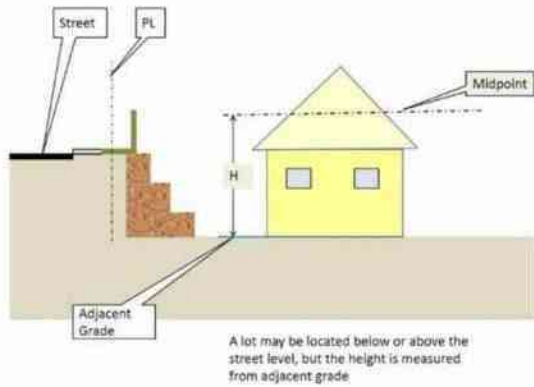 Street
PL
Midpoint
H
Adjacent
Grade
A lot may be located below or above the
street level, but the height is measured
from adjacent grade